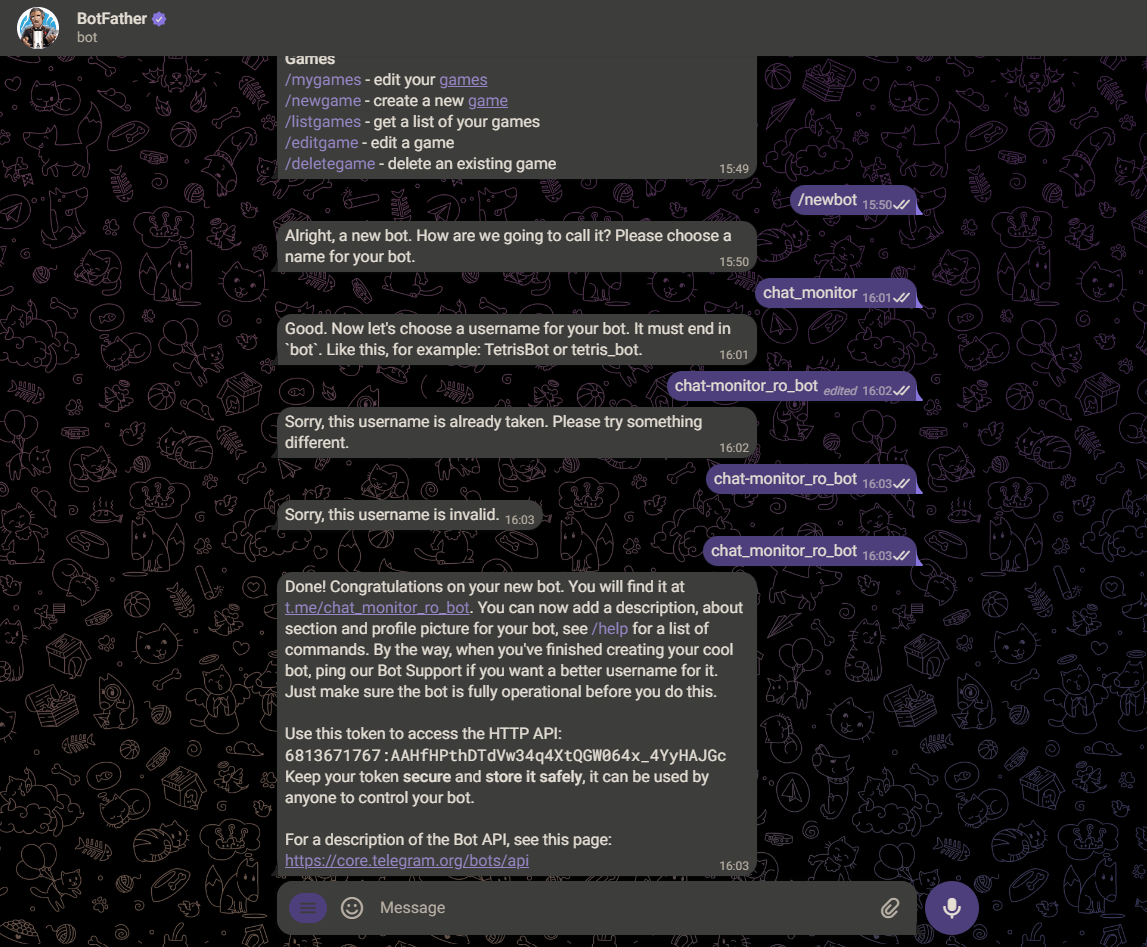 BotFather
bot
Games
/mygames - edit your games
/newgame - create a new game
/listgames - get a list of your games
/editgame - edit a game
/deletegame - delete an existing game
15:49
/newbot 15:50
Alright, a new bot. How are we going to call it? Please choose a
name for your bot.
15:50
chat_monitor 16:01
Good. Now let's choose a username for your bot. It must end in
`bot`. Like this, for example: TetrisBot or tetris_bot.
16:01
chat-monitor_ro_bot edited 16:02
Sorry, this username is already taken. Please try something
different.
16:02
chat-monitor_ro_bot 16:03
Sorry, this username is invalid. 16:03
chat_monitor_ro_bot 16:03
Done! Congratulations on your new bot. You will find it at
t.me/chat_monitor_ro_bot. You can now add a description, about
section and profile picture for your bot, see /help for a list of
commands. By the way, when you've finished creating your cool
bot, ping our Bot Support if you want a better username for it.
Just make sure the bot is fully operational before you do this.
Use this token to access the HTTP API:
6813671767:AAHfHPthDTdVw34q4XtQGW064x_4YyHAJGc
Keep your token secure and store it safely, it can be used by
anyone to control your bot.
For a description of the Bot API, see this page:
https://core.telegram.org/bots/api
16:03
Message